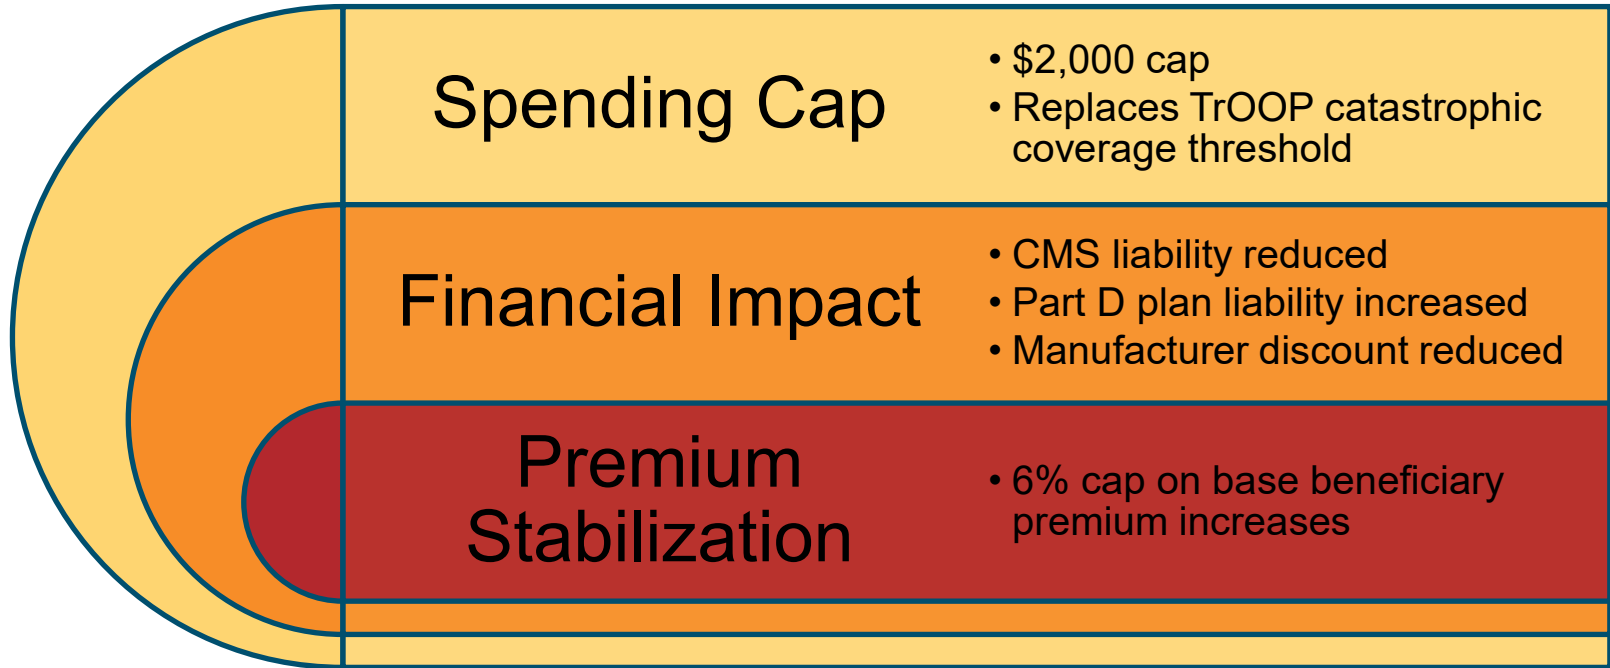 Spending Cap
• $2,000 cap
• Replaces TrOOP catastrophic
coverage threshold
Financial Impact
• CMS liability reduced
• Part D plan liability increased
• Manufacturer discount reduced
Premium
Stabilization
• 6% cap on base beneficiary
premium increases